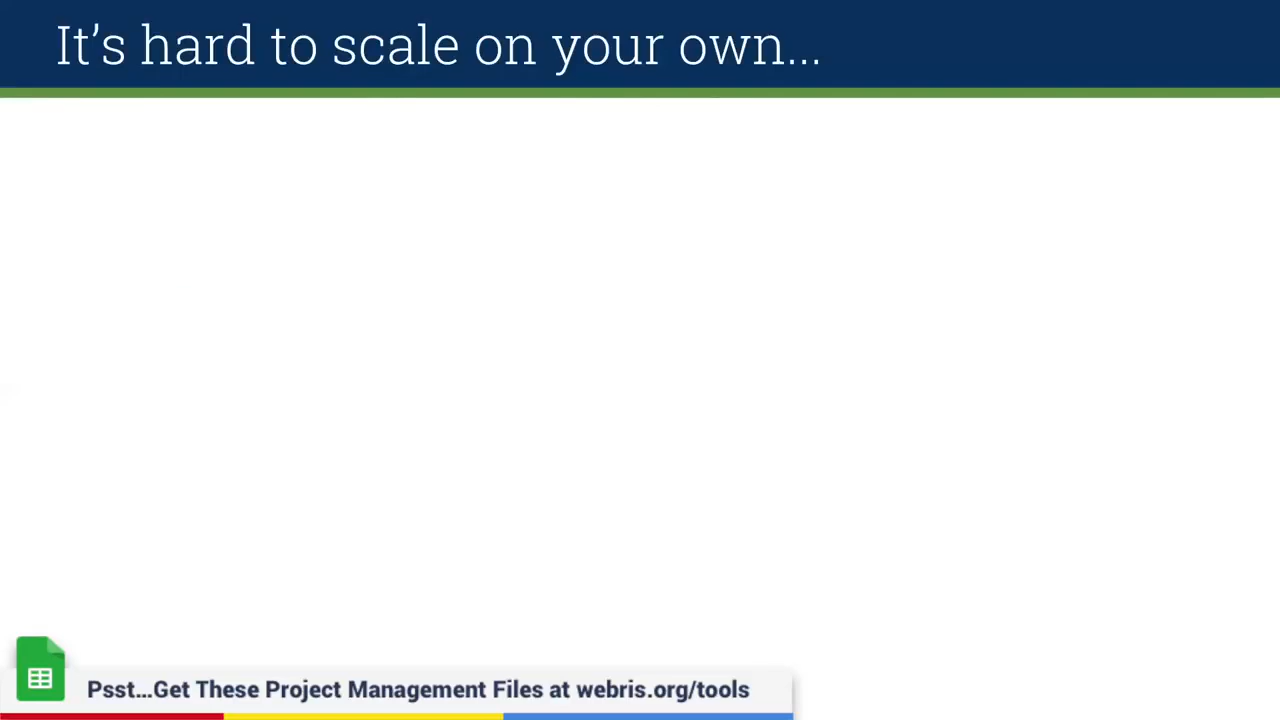 It’s hard to scale on your own...
Psst...Get These Project Management Files at webris.org/tools